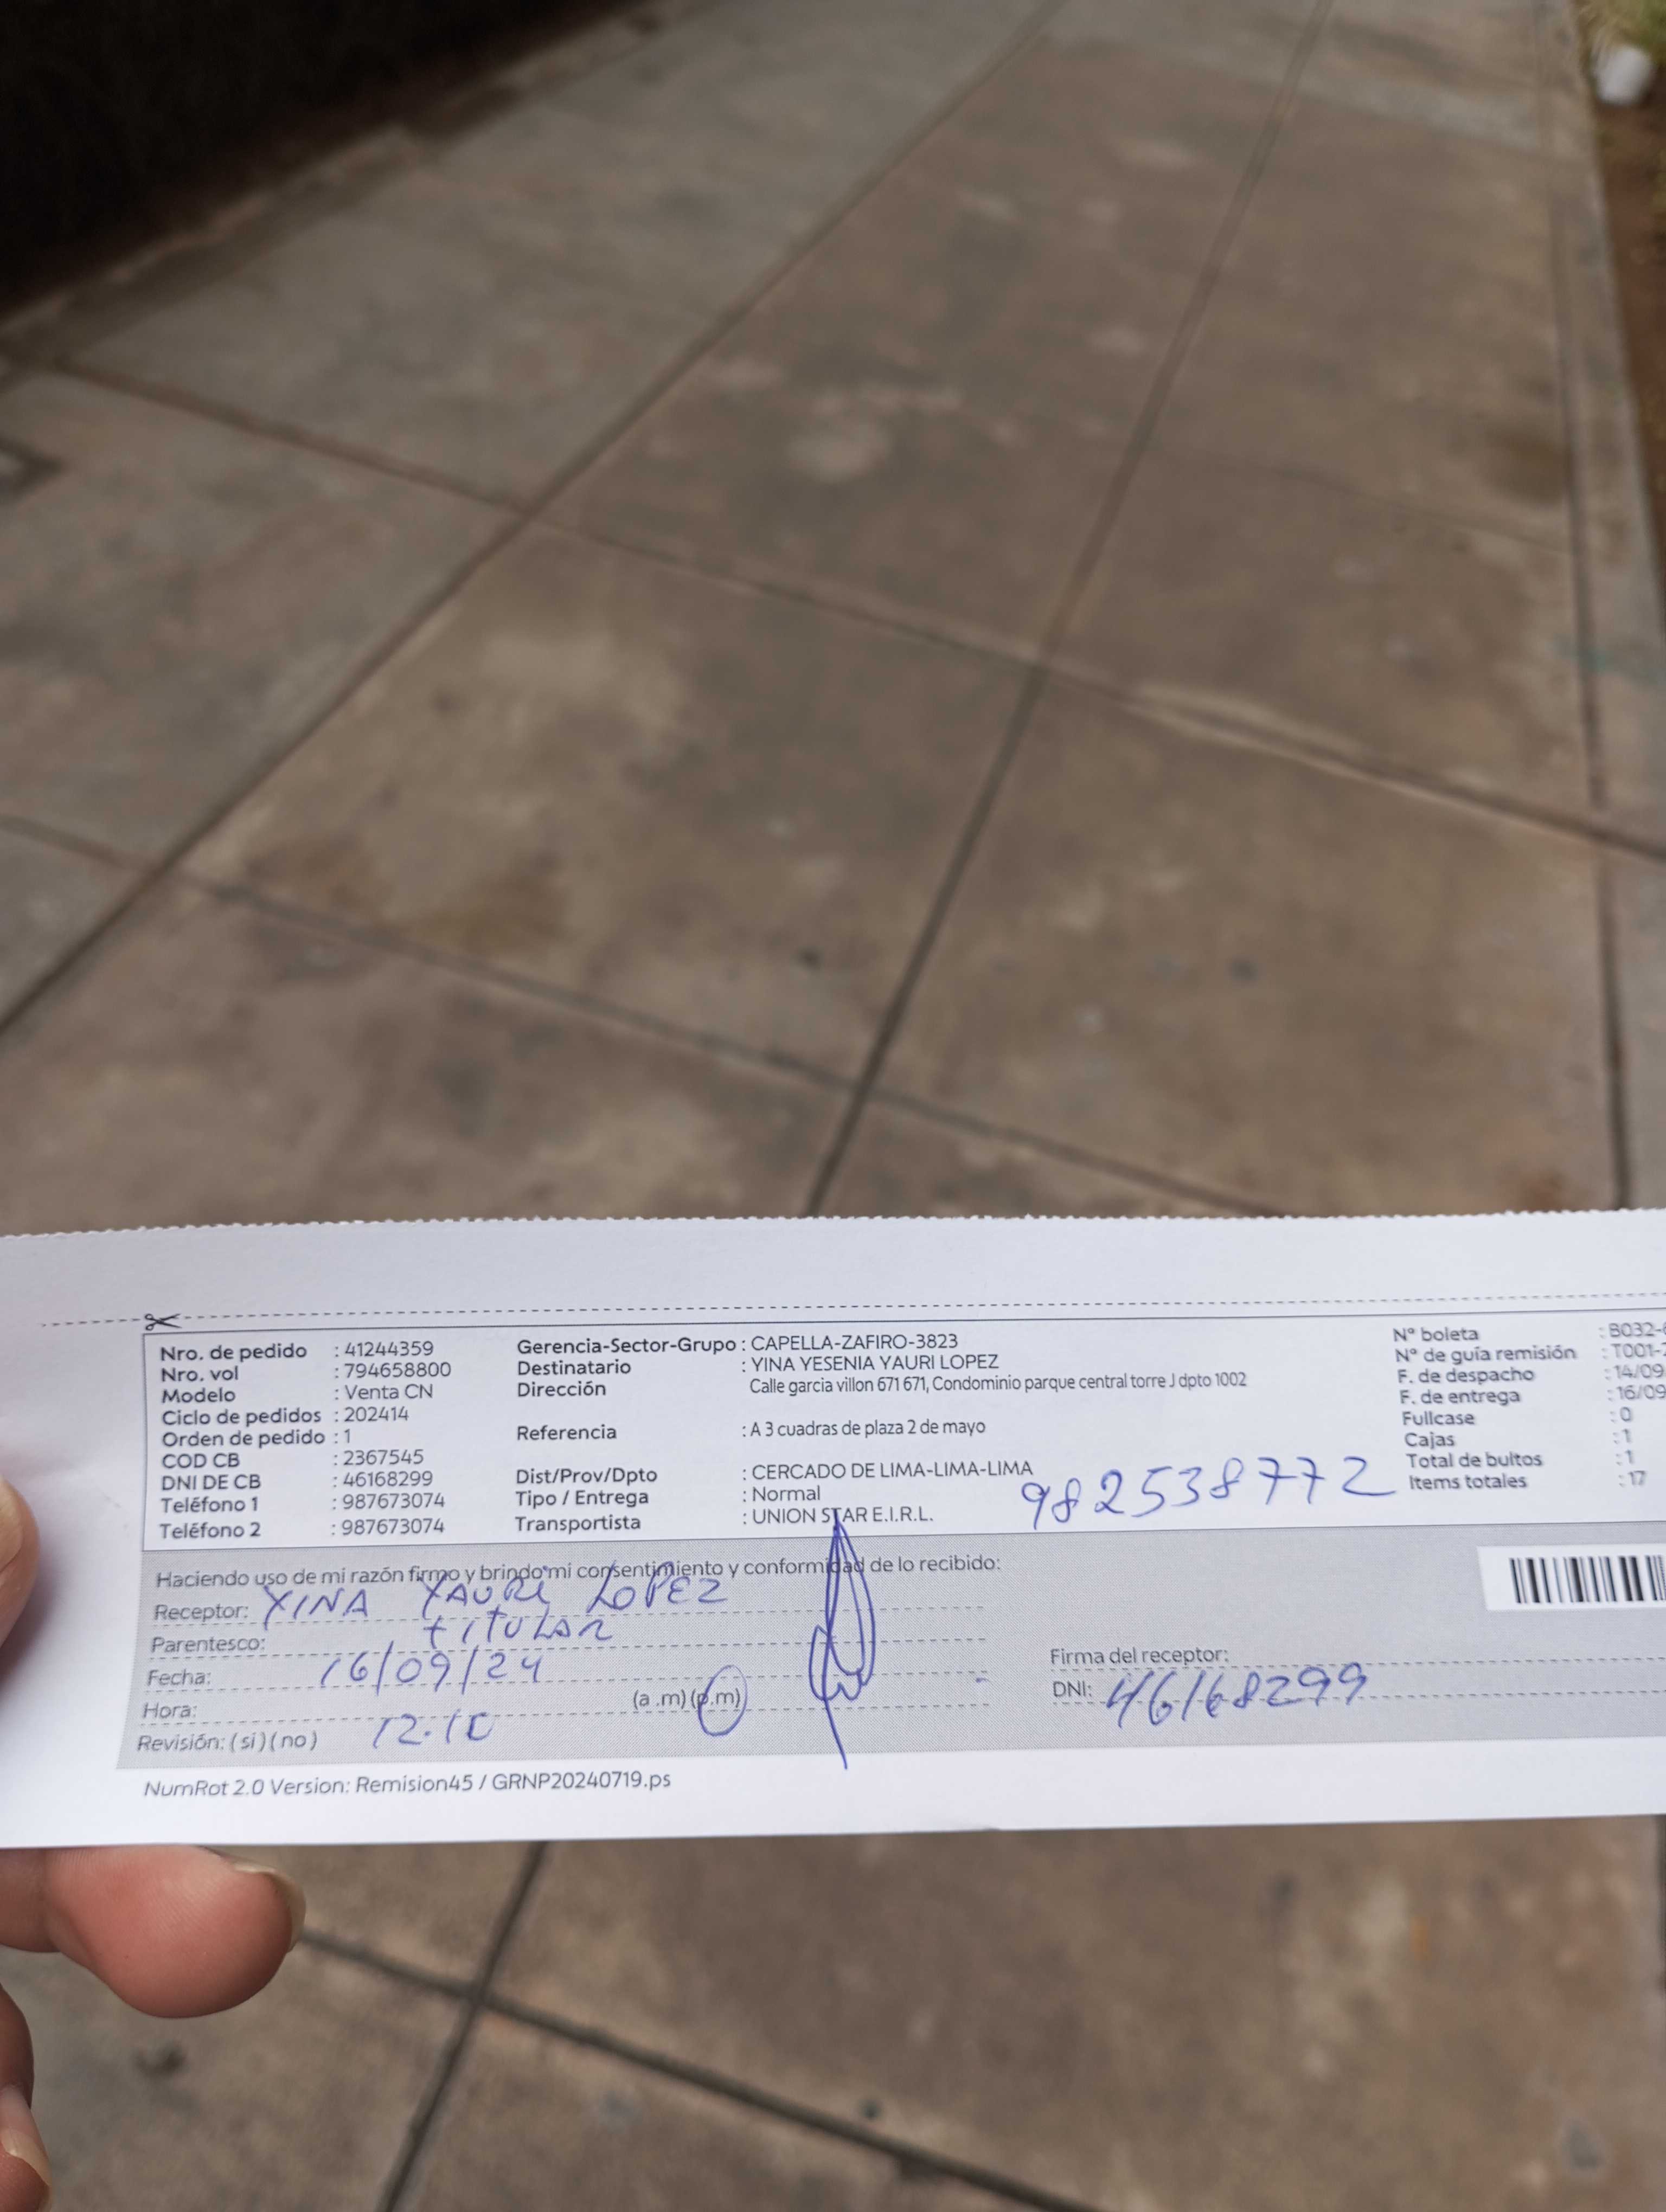 Nro. de pedido : 41244359
Nro. vol : 794658800
Modelo : Venta CN
Ciclo de pedidos : 202414
Orden de pedido : 1
COD CB : 2367545
DNI DE CB : 46168299
Teléfono 1 : 987673074
Teléfono 2 : 987673074
Gerencia-Sector-Grupo : CAPELLA-ZAFIRO-3823
Destinatario : YINA YESENIA YAURI LOPEZ
Dirección Calle garcia villon 671 671, Condominio parque central torre J dpto 1002
Referencia : A 3 cuadras de plaza 2 de mayo
Dist/Prov/Dpto : CERCADO DE LIMA-LIMA-LIMA
Tipo / Entrega : Normal
Transportista : UNION STAR E.I.R.L.
982538772
N° boleta : B032-
N° de guía remisión : T001-
F. de despacho : 14/09
F. de entrega : 16/09
Fullcase : 0
Cajas : 1
Total de bultos : 1
Items totales : 17
Haciendo uso de mi razón firmo y brindo mi consentimiento y conformidad de lo recibido:
Receptor: YINA YAURI LOPEZ
Parentesco: titular
Fecha: 16/09/24
Hora: 12.10 (a .m) (p.m)
Revisión: ( si ) ( no )
Firma del receptor:
DNI: 46168299
NumRot 2.0 Version: Remision45 / GRNP20240719.ps